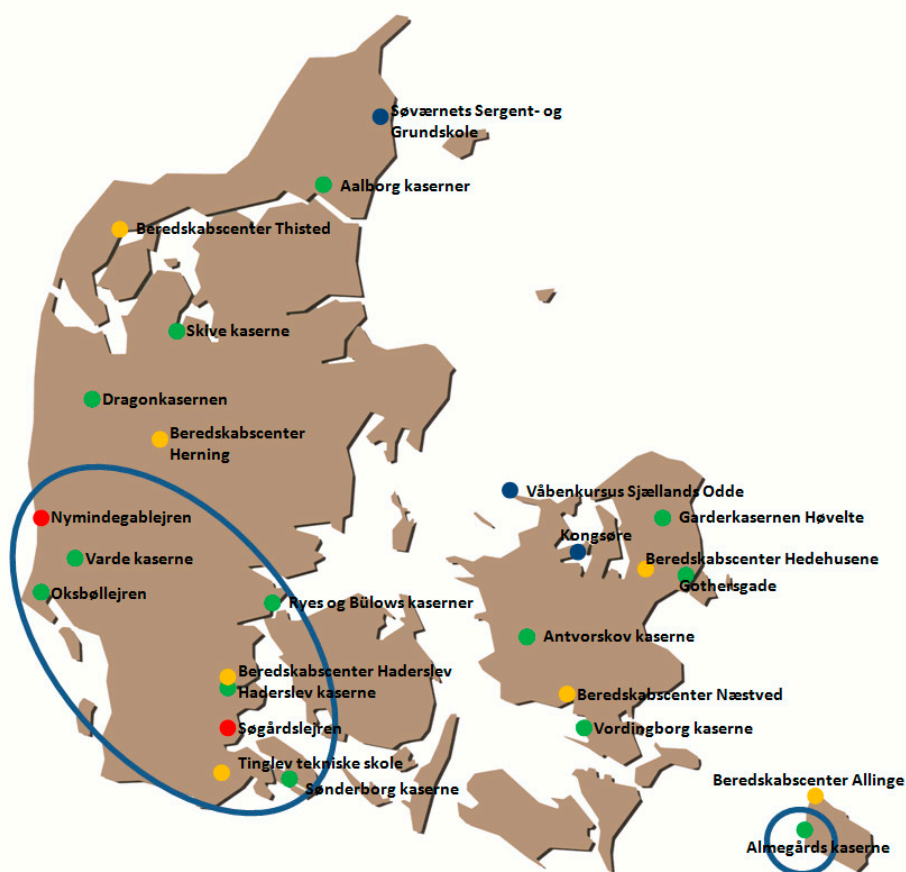 Søværnets Sergent- og
Grundskole
Aalborg kaserner
Beredskabscenter Thisted
Skive kaserne
Dragonkasernen
Beredskabscenter
Herning
Våbenkursus Sjællands Odde
Nymindegablejren
Garderkasernen Høvelte
Kongsøre
Varde kaserne
Beredskabscenter Hedehusene
Gothersgade
Oksbøllejren
Ryes og Bülows kaserner
Antvorskov kaserne
Beredskabscenter Haderslev
Haderslev kaserne
Beredskabscenter Næstved
Søgårdslejren
Vordingborg kaserne
Tinglev tekniske skole
Sønderborg kaserne
Beredskabscenter Allinge
Almegårds kaserne